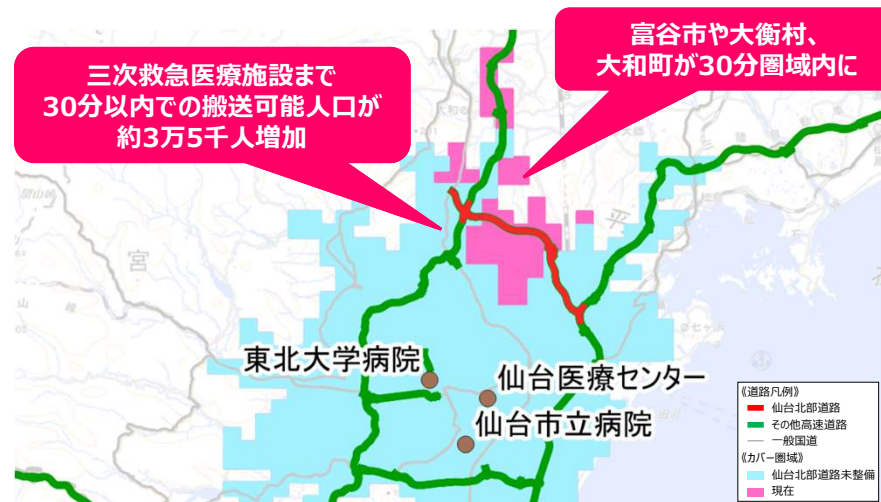 三次救急医療施設まで
30分以内での搬送可能人口が
約3万5千人増加
富谷市や大衡村、
大和町が30分圏域内に
宮
平
東北大学病院
仙台医療センター
仙台市立病院
《道路凡例》
仙台北部道路
その他高速道路
一般国道
《カバー圏域》
仙台北部道路未整備
現在